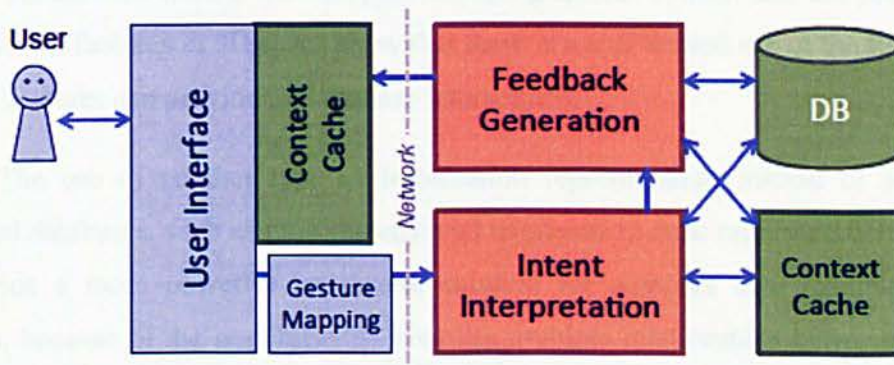 User
User Interface
Context
Cache
Gesture
Mapping
Network
Feedback
Generation
Intent
Interpretation
DB
Context
Cache